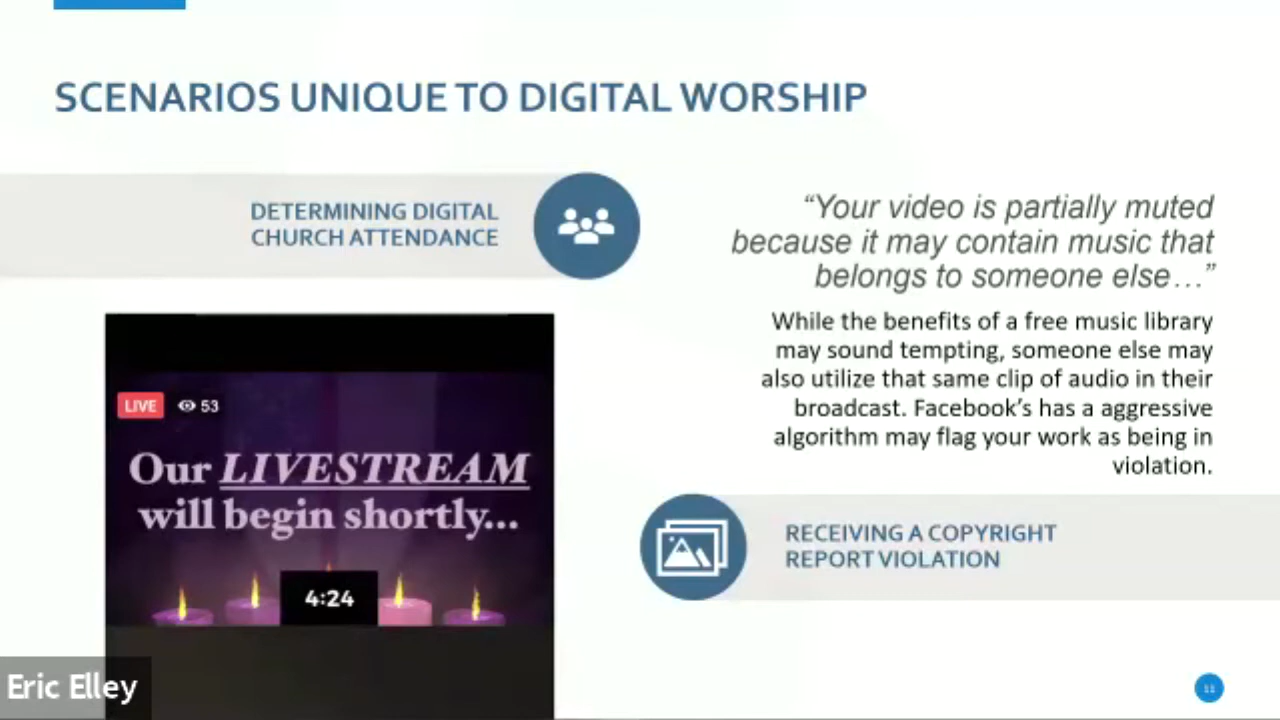 SCENARIOS UNIQUE TO DIGITAL WORSHIP
DETERMINING DIGITAL
CHURCH ATTENDANCE
LIVE 53
Our LIVESTREAM
will begin shortly...
4:24
“Your video is partially muted
because it may contain music that
belongs to someone else…”
While the benefits of a free music library
may sound tempting, someone else may
also utilize that same clip of audio in their
broadcast. Facebook’s has a aggressive
algorithm may flag your work as being in
violation.
RECEIVING A COPYRIGHT
REPORT VIOLATION
Eric Elley
11